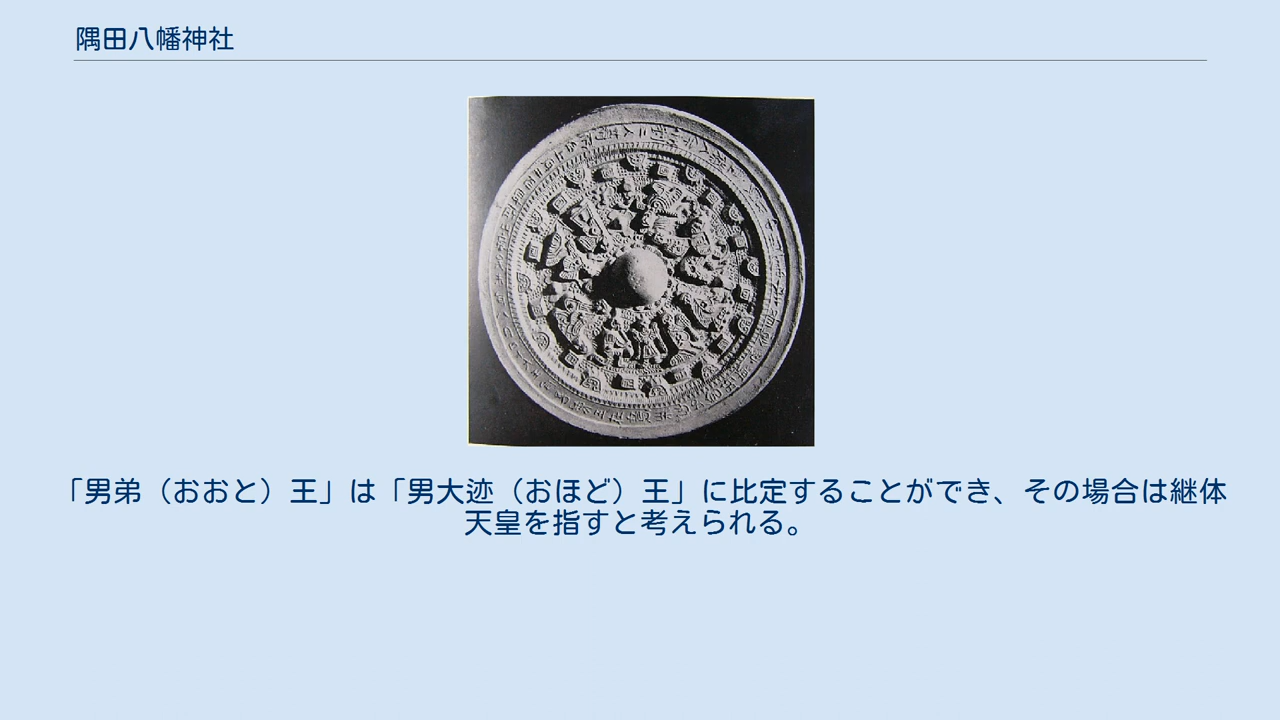 隅田八幡神社
「男弟（おおと）王」は「男大迹（おほど）王」に比定することができ、その場合は継体
天皇を指すと考えられる。